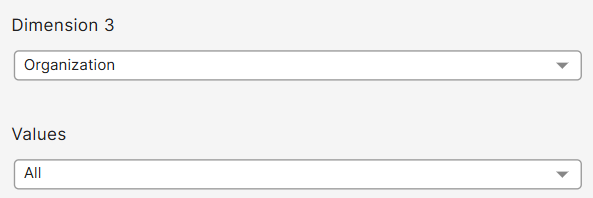 Dimension 3
Organization
Values
All